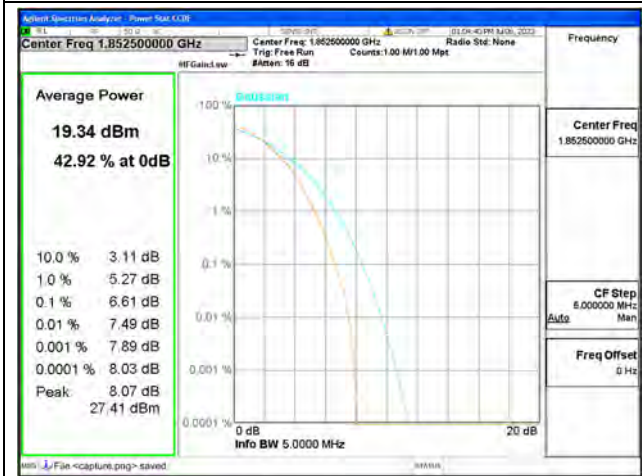 Agilent Spectrum Analyzer - Power Stat CCDF
Center Freq 1.852500000 GHz
Center Freq: 1.852500000 GHz
Radio Std: None
Trig: Free Run
Counts:1.00 M/1.00 Mpt
#IFGain:Low
#Atten: 16 dB
Frequency
Average Power
19.34 dBm
42.92 % at 0dB
10.0 % 3.11 dB
1.0 % 5.27 dB
0.1 % 6.61 dB
0.01 % 7.49 dB
0.001 % 7.89 dB
0.0001 % 8.03 dB
Peak 8.07 dB
27.41 dBm
100 %
Gaussian
10 %
1 %
0.1 %
0.01 %
0.001 %
0.0001 %
0 dB
20 dB
Info BW 5.0000 MHz
Center Freq
1.852500000 GHz
CF Step
6.000000 MHz
Auto Man
Freq Offset
0 Hz
MSG File <capture.png> saved
STATUS